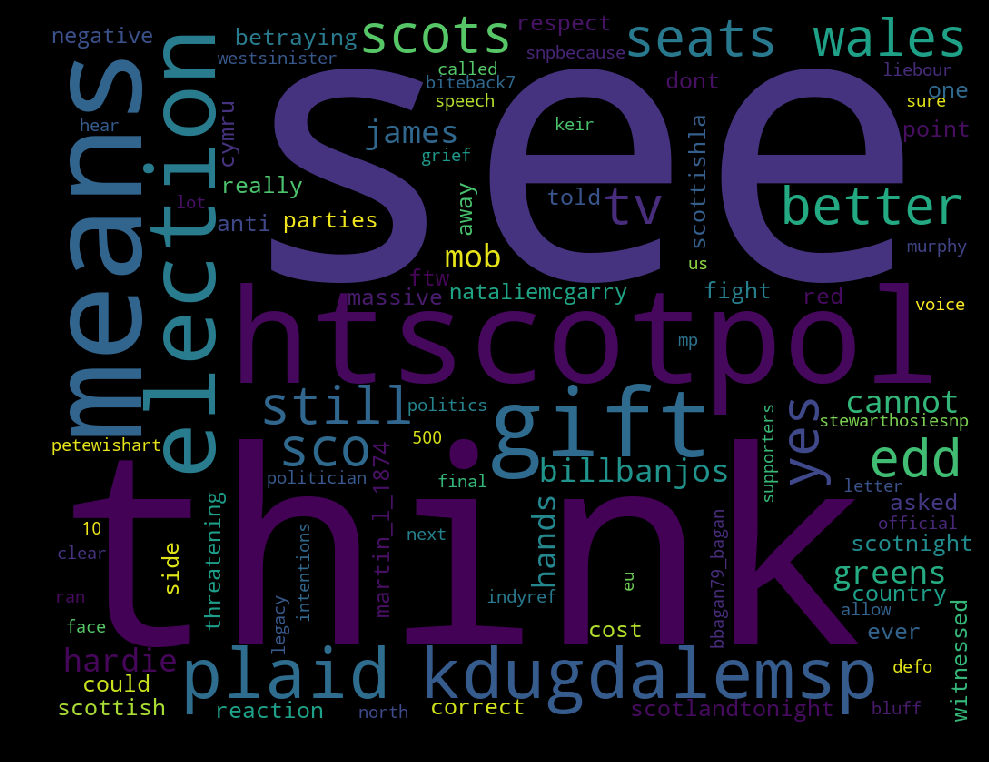 negative
betraying
scots
respect
seats
wales
westsinister
snpbecause
called
biteback7
speech
dont
liebour
one
sure
hear
means
election
see
cymru
james
grief
keir
scottishla
point
really
lot
anti
parties
away
told
tv
better
murphy
mob
us
ftw
massive
nataliemcgarry
fight
red
voice
htscotpol
mp
still
politics
gift
yes
cannot
stewarthosiesnp
petewishart
sco
500
billbanjos
supporters
edd
politician
final
letter
think
martin_l_1874
10
threatening
asked
official
clear
side
intentions
next
hands
bbagan79_bagan
scotnight
ran
legacy
indyref
eu
greens
country
face
cost
allow
ever
witnessed
hardie
plaid
kdugdalemsp
defo
could
scottish
reaction
north
correct
scotlandtonight
bluff